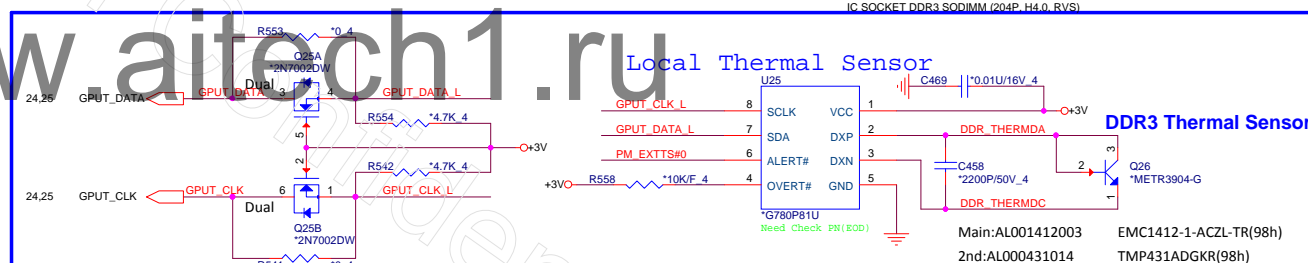 IC SOCKET DDR3 SODIMM (204P, H4.0, RVS)
w.aitech1.ru
Confiden
R553 *0_4
Q25A
*2N7002DW
Dual
24,25 GPUT_DATA GPUT_DATA 3 4 GPUT_DATA_L
5
R554 *4.7K_4
+3V
2
R542 *4.7K_4
24,25 GPUT_CLK GPUT_CLK 6 1 GPUT_CLK_L
Dual
Q25B
*2N7002DW
Local Thermal Sensor
U25
C469 *0.01U/16V_4
GPUT_CLK_L 8 SCLK VCC 1 +3V
GPUT_DATA_L 7 SDA DXP 2 DDR_THERMDA
PM_EXTTS#0 6 ALERT# DXN 3
+3V R558 *10K/F_4 4 OVERT# GND 5
*G780P81U
Need Check PN(EOD)
DDR3 Thermal Sensor
C458
*2200P/50V_4
3
2
1
Q26
*METR3904-G
DDR_THERMDC
Main:AL001412003 EMC1412-1-ACZL-TR(98h)
2nd:AL000431014 TMP431ADGKR(98h)